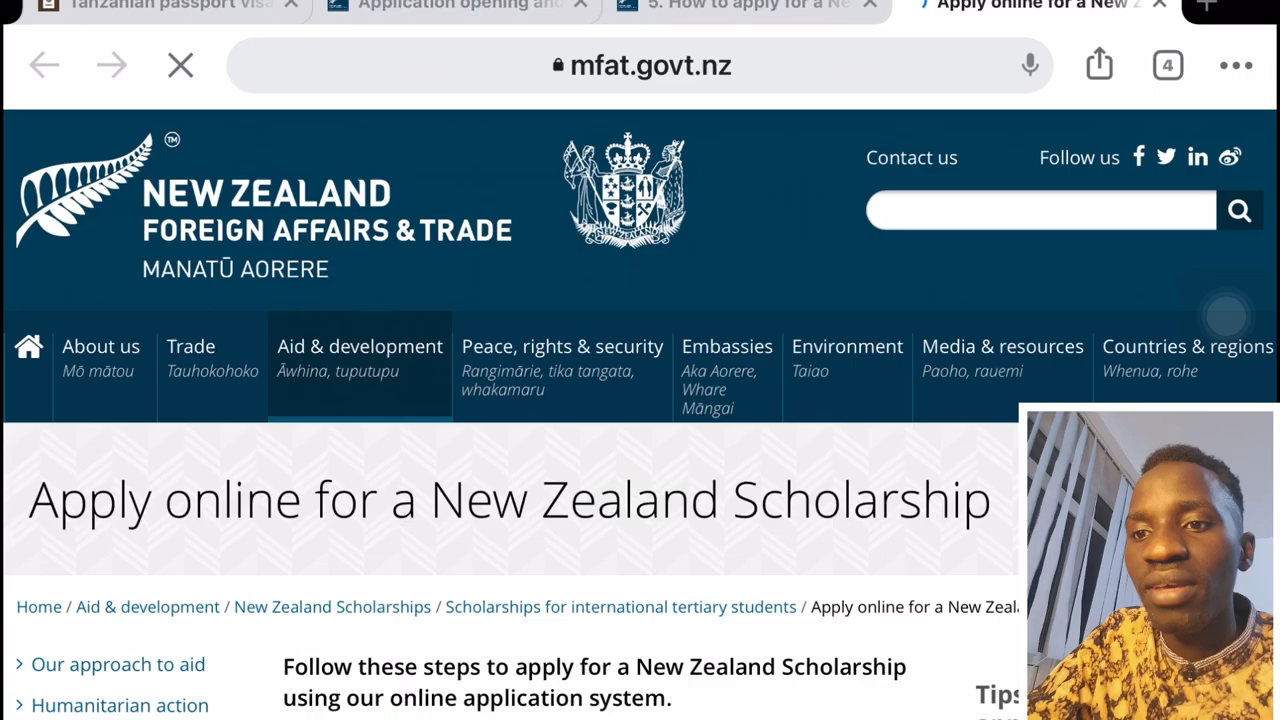 Tanzanian passport visa
Application opening and
5. How to apply for a Ne
Apply online for a New Z
mfat.govt.nz
4
TM
NEW ZEALAND
FOREIGN AFFAIRS & TRADE
MANATŪ AORERE
Contact us
Follow us
About us
Mō mātou
Trade
Tauhokohoko
Aid & development
Āwhina, tuputupu
Peace, rights & security
Rangimārie, tika tangata,
whakamaru
Embassies
Aka Aorere,
Whare
Māngai
Environment
Taiao
Media & resources
Paoho, rauemi
Countries & regions
Whenua, rohe
Apply online for a New Zealand Scholarship
Home / Aid & development / New Zealand Scholarships / Scholarships for international tertiary students / Apply online for a New Zeal
> Our approach to aid
> Humanitarian action
Follow these steps to apply for a New Zealand Scholarship
using our online application system.
Tips